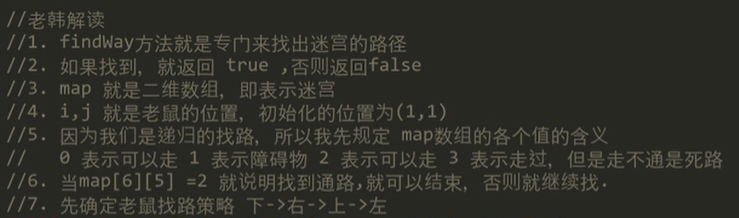 //老韩解读
//1. findWay方法就是专门来找出迷宫的路径
//2. 如果找到, 就返回 true ,否则返回false
//3. map 就是二维数组, 即表示迷宫
//4. i,j 就是老鼠的位置, 初始化的位置为(1,1)
//5. 因为我们是递归的找路, 所以我先规定 map数组的各个值的含义
//   0 表示可以走 1 表示障碍物 2 表示可以走 3 表示走过, 但是走不通是死路
//6. 当map[6][5] =2 就说明找到通路,就可以结束, 否则就继续找.
//7. 先确定老鼠找路策略 下->右->上->左